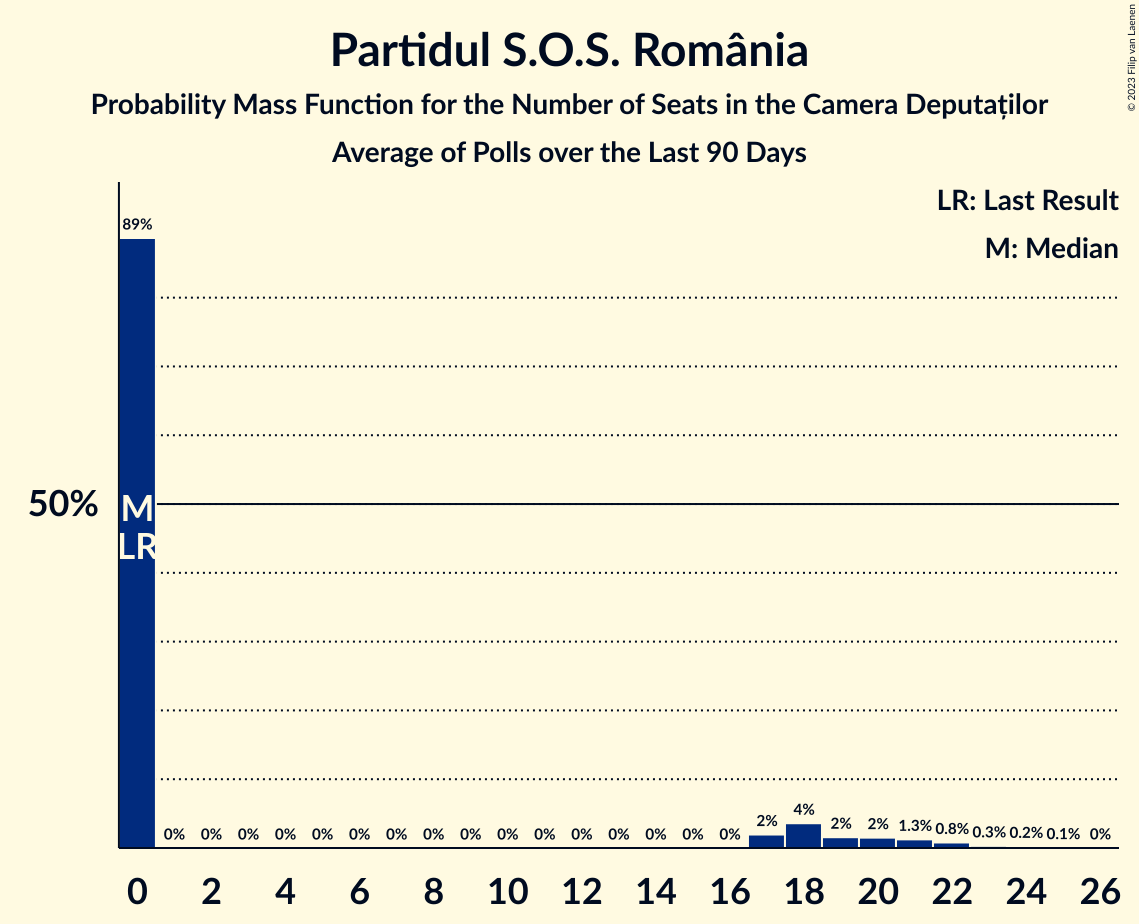 Partidul S.O.S. România
Probability Mass Function for the Number of Seats in the Camera Deputaților
Average of Polls over the Last 90 Days
© 2023 Filip van Laenen
LR: Last Result
M: Median
89%
50%
M
LR
0% 0% 0% 0% 0% 0% 0% 0% 0% 0% 0% 0% 0% 0% 0% 0% 2% 4% 2% 2% 1.3% 0.8% 0.3% 0.2% 0.1% 0%
0 2 4 6 8 10 12 14 16 18 20 22 24 26